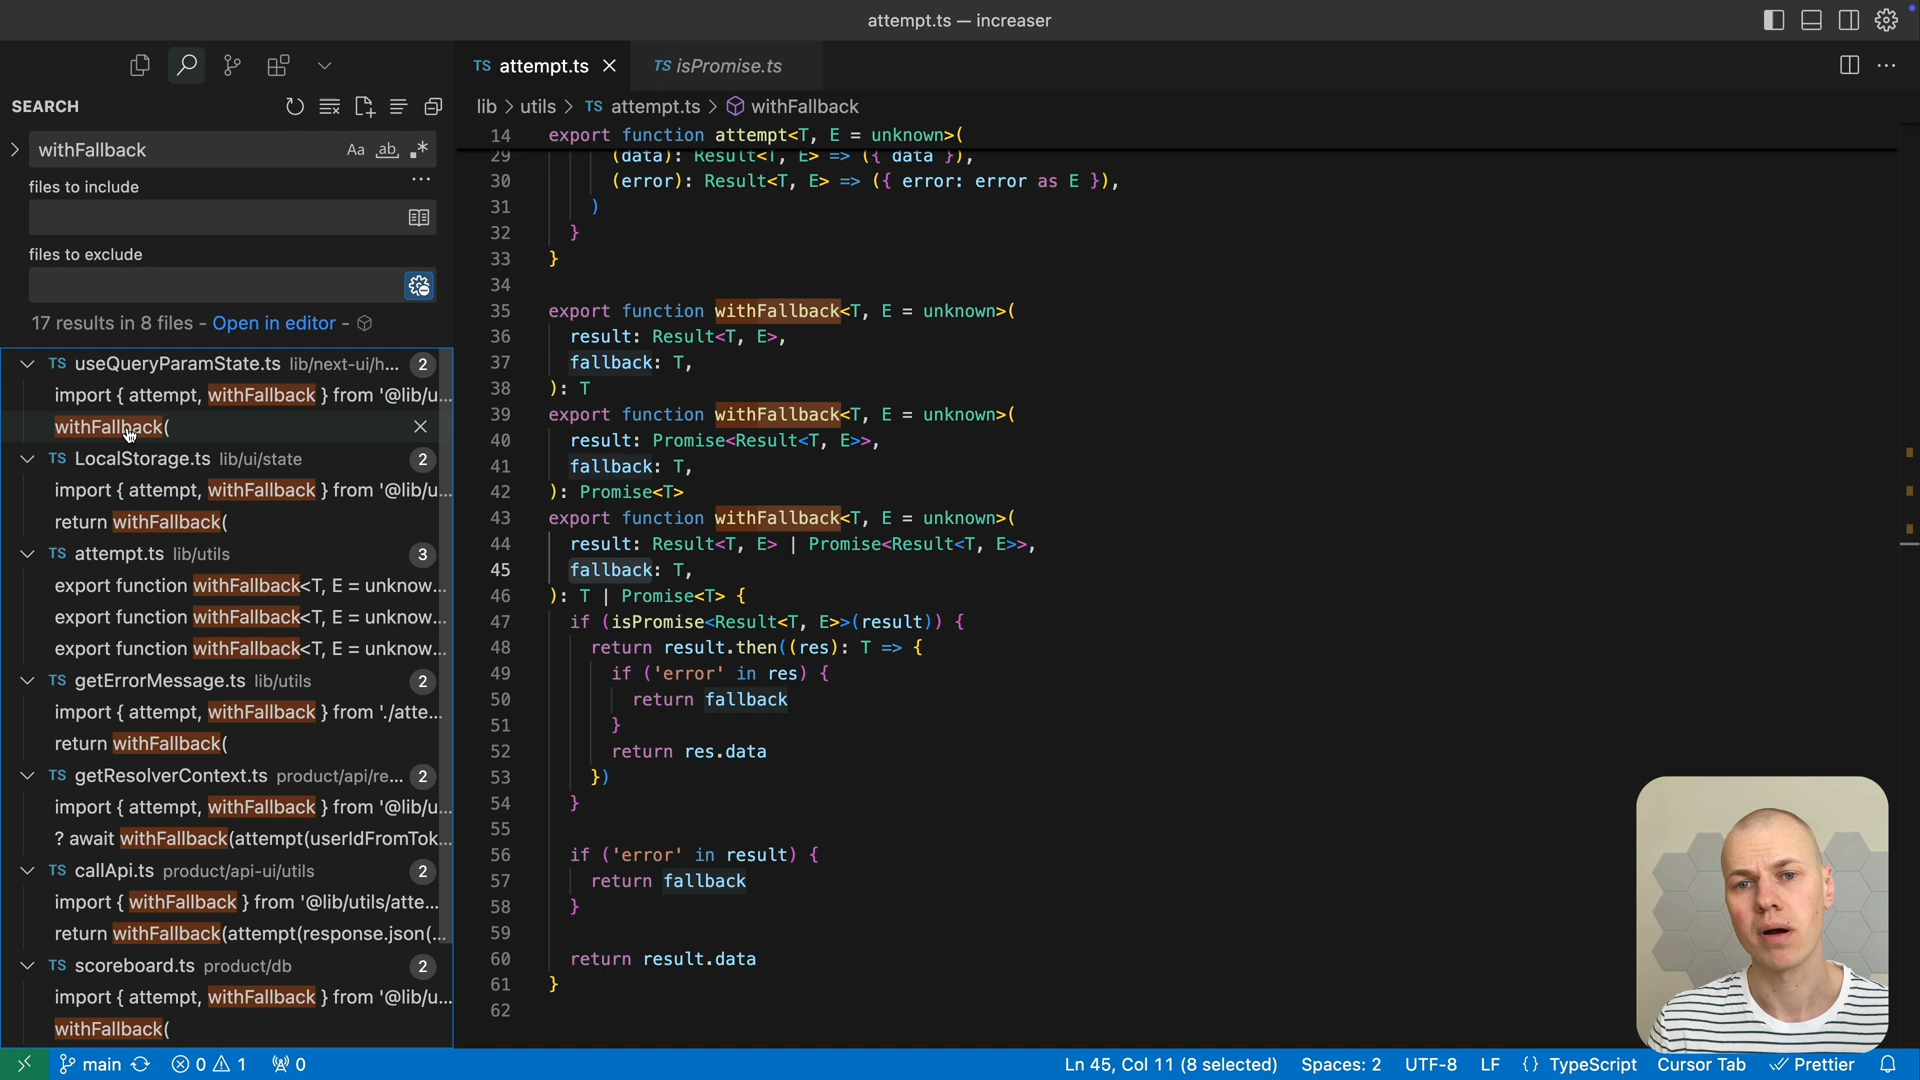 attempt.ts — increaser
SEARCH
withFallback
Aa
ab
files to include
files to exclude
17 results in 8 files - Open in editor -
TS useQueryParamState.ts lib/next-ui/h... 2
import { attempt, withFallback } from '@lib/u...
withFallback(
TS LocalStorage.ts lib/ui/state 2
import { attempt, withFallback } from '@lib/u...
return withFallback(
TS attempt.ts lib/utils 3
export function withFallback<T, E = unknow...
export function withFallback<T, E = unknow...
export function withFallback<T, E = unknow...
TS getErrorMessage.ts lib/utils 2
import { attempt, withFallback } from './atte...
return withFallback(
TS getResolverContext.ts product/api/re... 2
import { attempt, withFallback } from '@lib/u...
? await withFallback(attempt(userIdFromTok...
TS callApi.ts product/api-ui/utils 2
import { withFallback } from '@lib/utils/atte...
return withFallback(attempt(response.json(...
TS scoreboard.ts product/db 2
import { attempt, withFallback } from '@lib/u...
withFallback(
TS attempt.ts
TS isPromise.ts
lib > utils > TS attempt.ts > withFallback
14 export function attempt<T, E = unknown>(
29 (data): Result<T, E> => ({ data }),
30 (error): Result<T, E> => ({ error: error as E }),
31 )
32 }
33 }
34
35 export function withFallback<T, E = unknown>(
36 result: Result<T, E>,
37 fallback: T,
38 ): T
39 export function withFallback<T, E = unknown>(
40 result: Promise<Result<T, E>>,
41 fallback: T,
42 ): Promise<T>
43 export function withFallback<T, E = unknown>(
44 result: Result<T, E> | Promise<Result<T, E>>,
45 fallback: T,
46 ): T | Promise<T> {
47 if (isPromise<Result<T, E>>(result)) {
48 return result.then((res): T => {
49 if ('error' in res) {
50 return fallback
51 }
52 return res.data
53 })
54 }
55
56 if ('error' in result) {
57 return fallback
58 }
59
60 return result.data
61 }
62
main 0 1 0
Ln 45, Col 11 (8 selected) Spaces: 2 UTF-8 LF {} TypeScript Cursor Tab Prettier